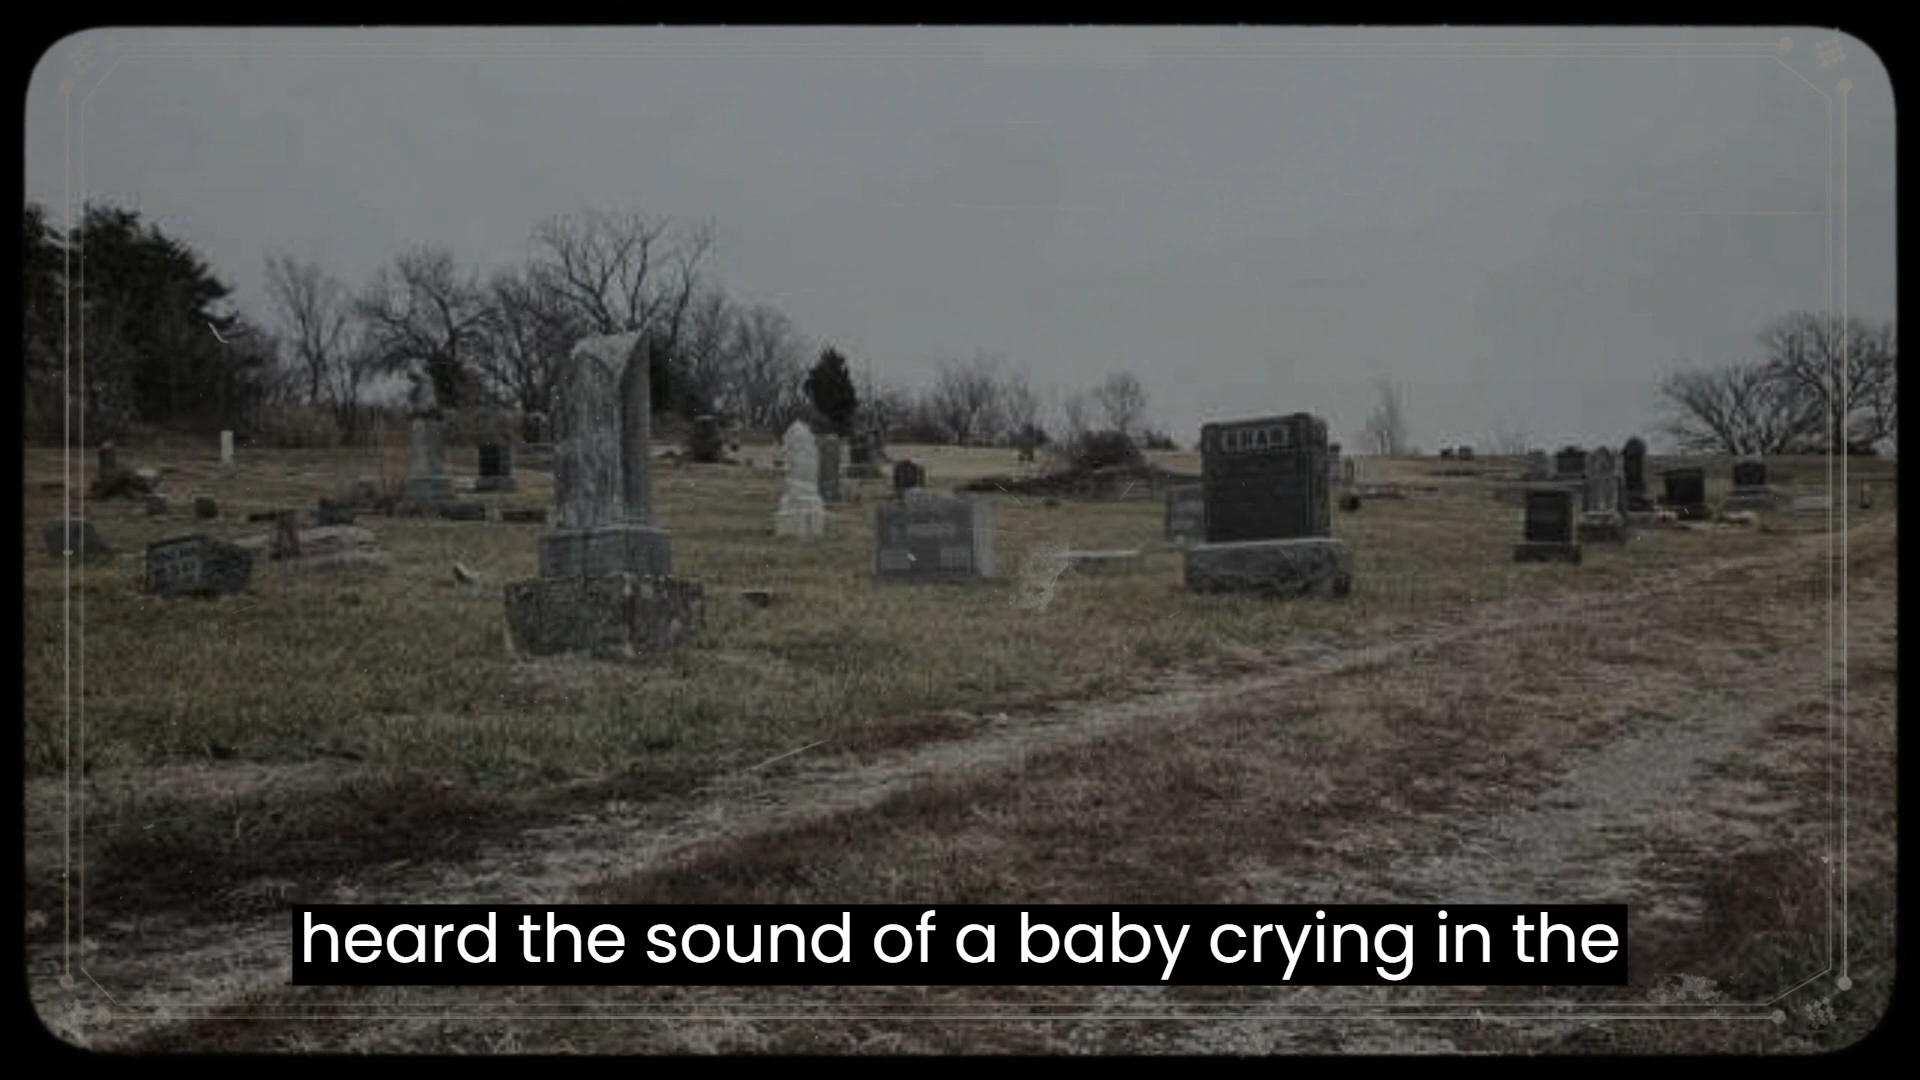 heard the sound of a baby crying in the